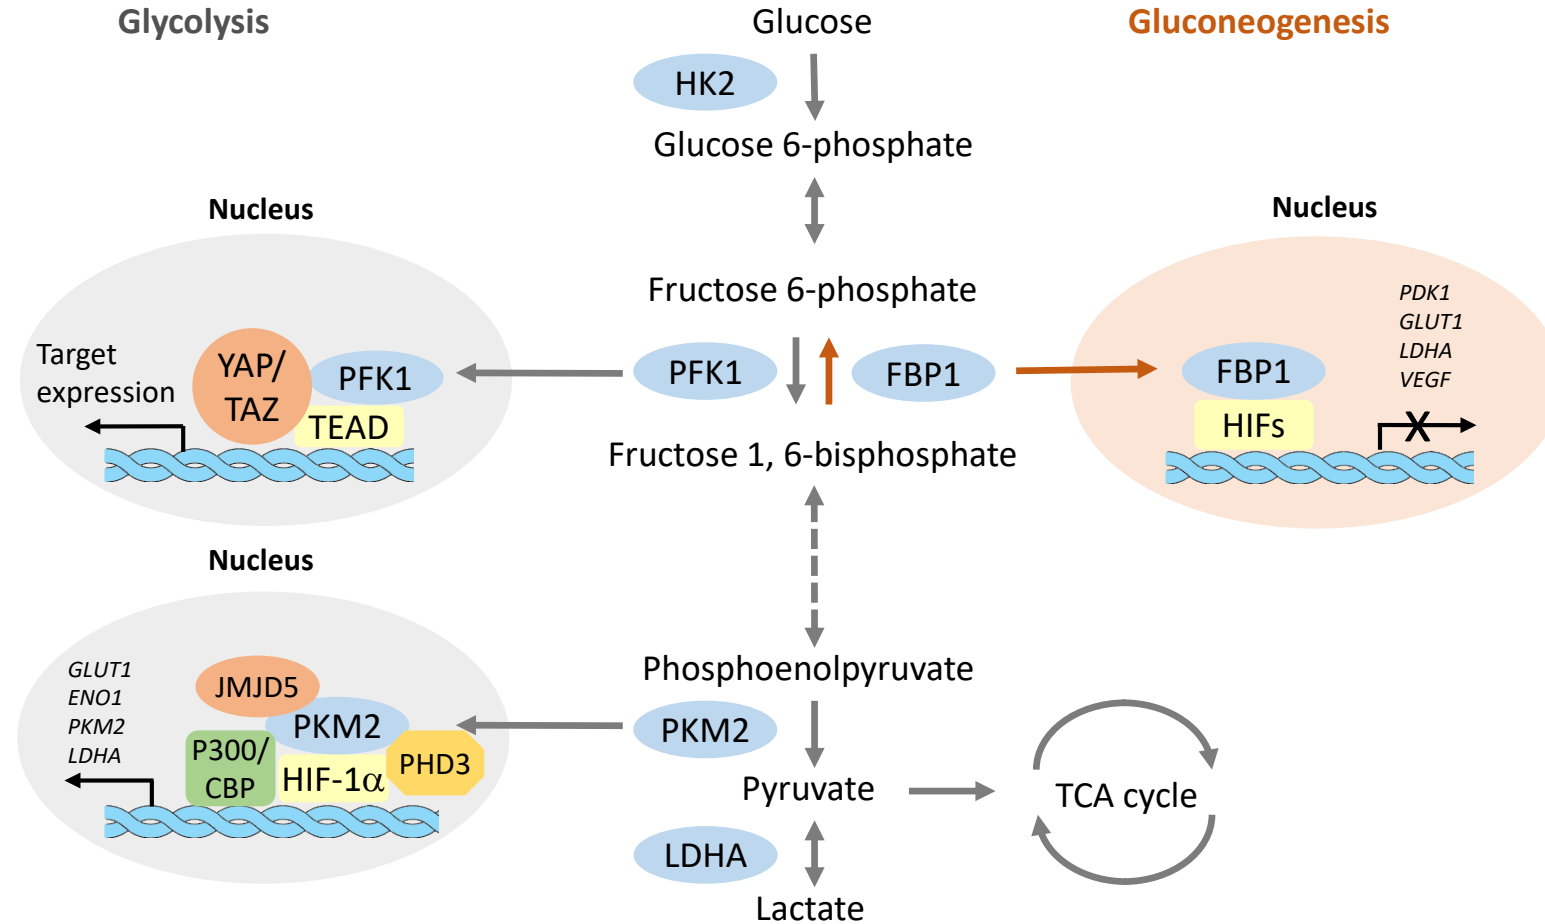 Glycolysis
Glucose
Gluconeogenesis
HK2
Glucose 6-phosphate
Nucleus
Nucleus
Fructose 6-phosphate
Target
expression
YAP/
TAZ
PFK1
TEAD
PFK1
FBP1
FBP1
HIFs
PDK1
GLUT1
LDHA
VEGF
X
Fructose 1, 6-bisphosphate
Nucleus
GLUT1
ENO1
PKM2
LDHA
JMJD5
PKM2
P300/
CBP
HIF-1α
PHD3
Phosphoenolpyruvate
PKM2
Pyruvate
TCA cycle
LDHA
Lactate